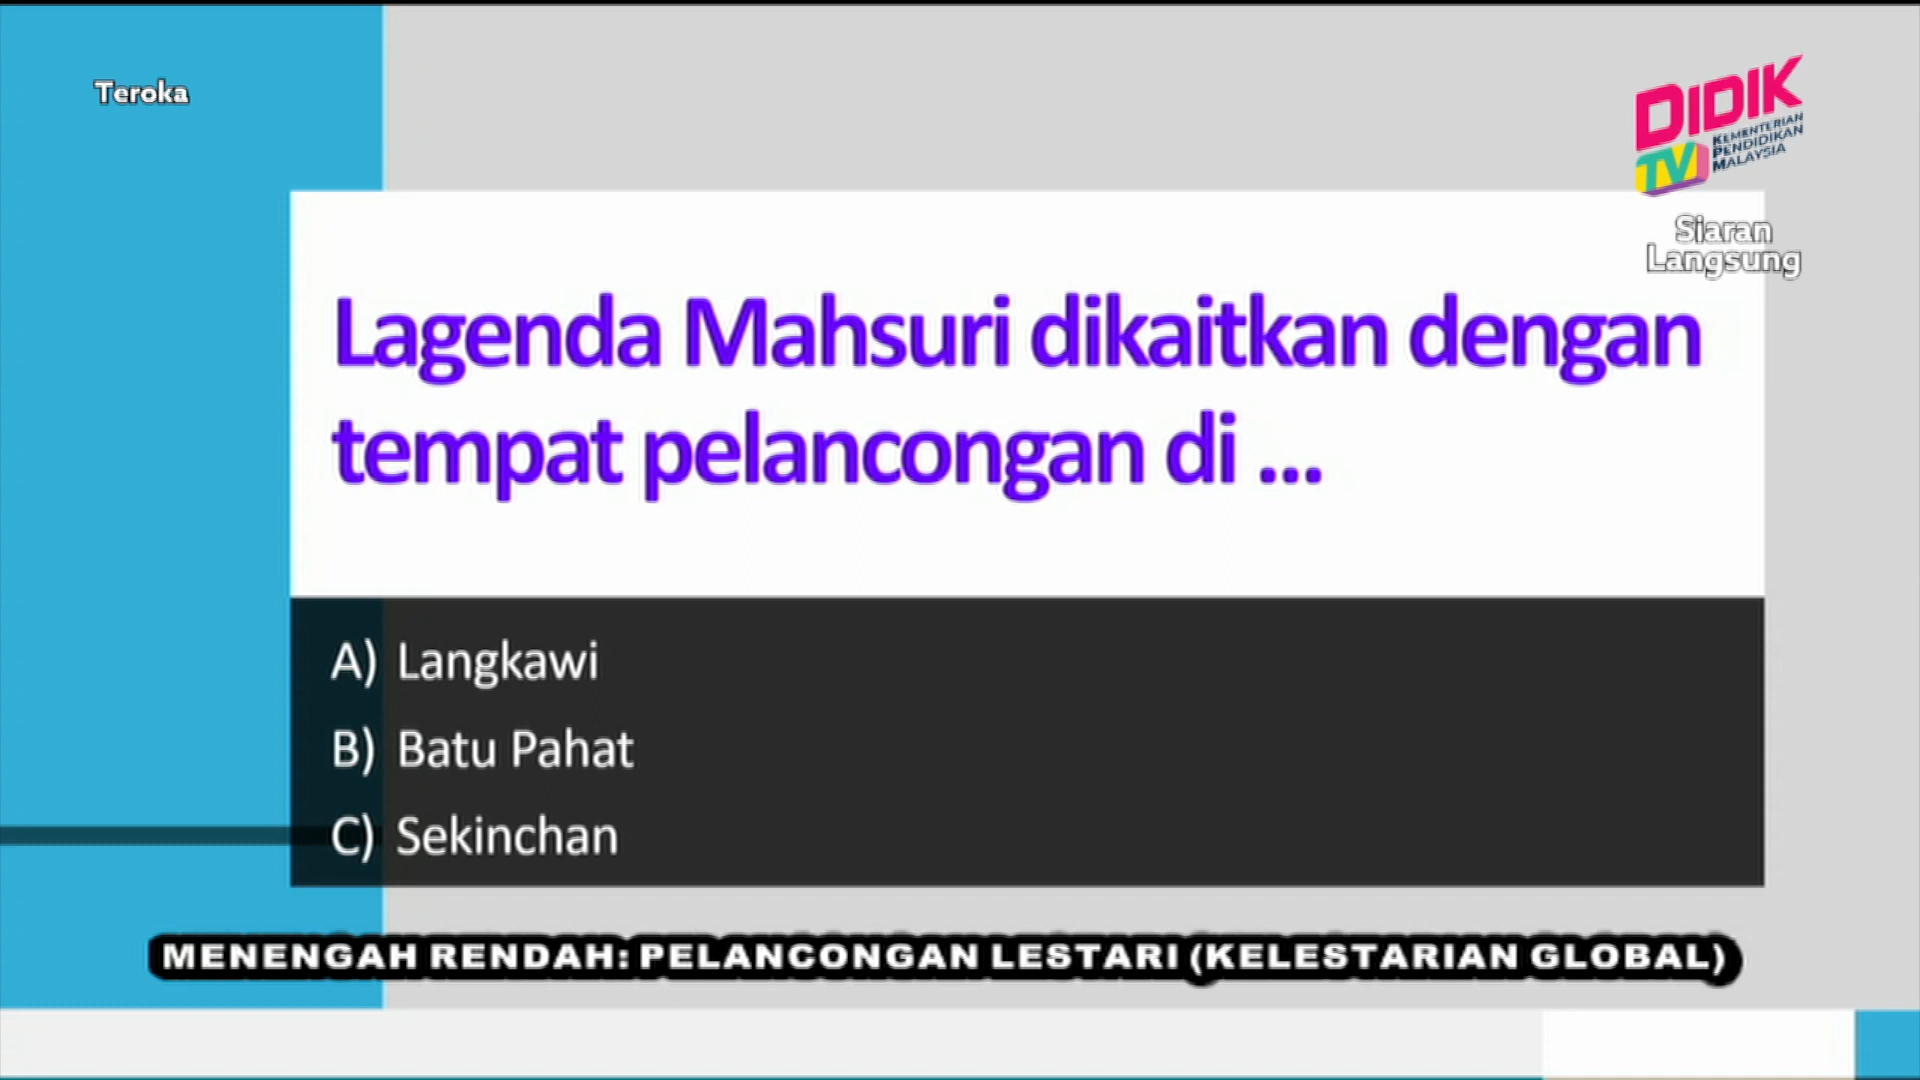 Teroka
DIDIK
TV
KEMENTERIAN
PENDIDIKAN
MALAYSIA
Siaran
Langsung
Lagenda Mahsuri dikaitkan dengan
tempat pelancongan di ...
A) Langkawi
B) Batu Pahat
C) Sekinchan
MENENGAH RENDAH: PELANCONGAN LESTARI (KELESTARIAN GLOBAL)